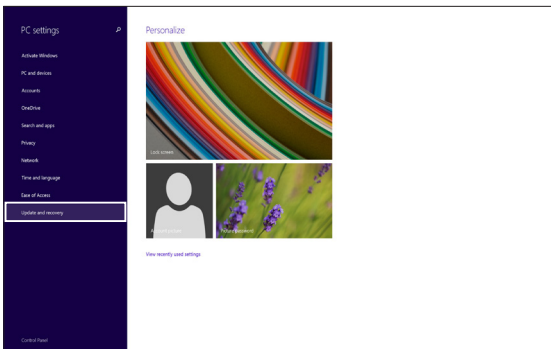 PC settings
Activate Windows
PC and devices
Accounts
OneDrive
Search and apps
Privacy
Network
Time and language
Ease of Access
Update and recovery
Control Panel
Personalize
Lock screen
Account picture
Picture password
View recently used settings